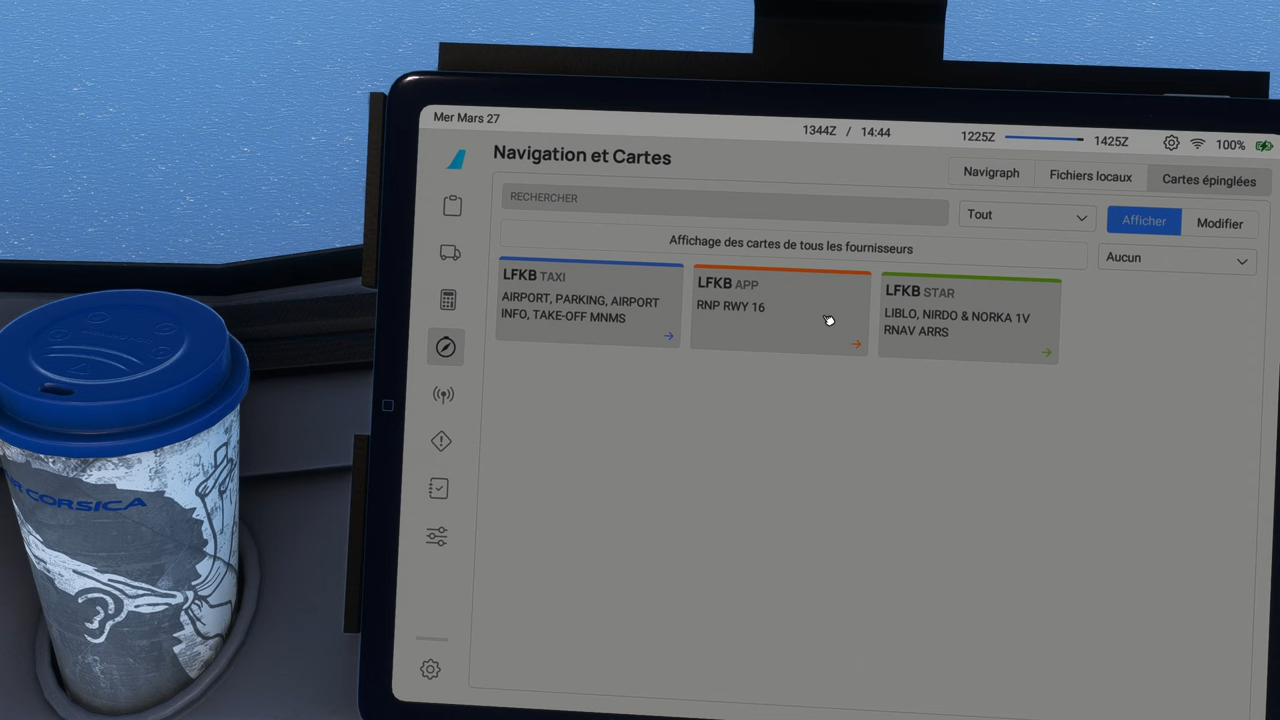 Mer Mars 27
1344Z / 14:44
1225Z
1425Z
100%
Navigation et Cartes
Navigraph
Fichiers locaux
Cartes épinglées
RECHERCHER
Tout
Afficher
Modifier
Affichage des cartes de tous les fournisseurs
Aucun
LFKB TAXI
AIRPORT, PARKING, AIRPORT
INFO, TAKE-OFF MNMS
LFKB APP
RNP RWY 16
LFKB STAR
LIBLO, NIRDO & NORKA 1V
RNAV ARRS
CORSICA